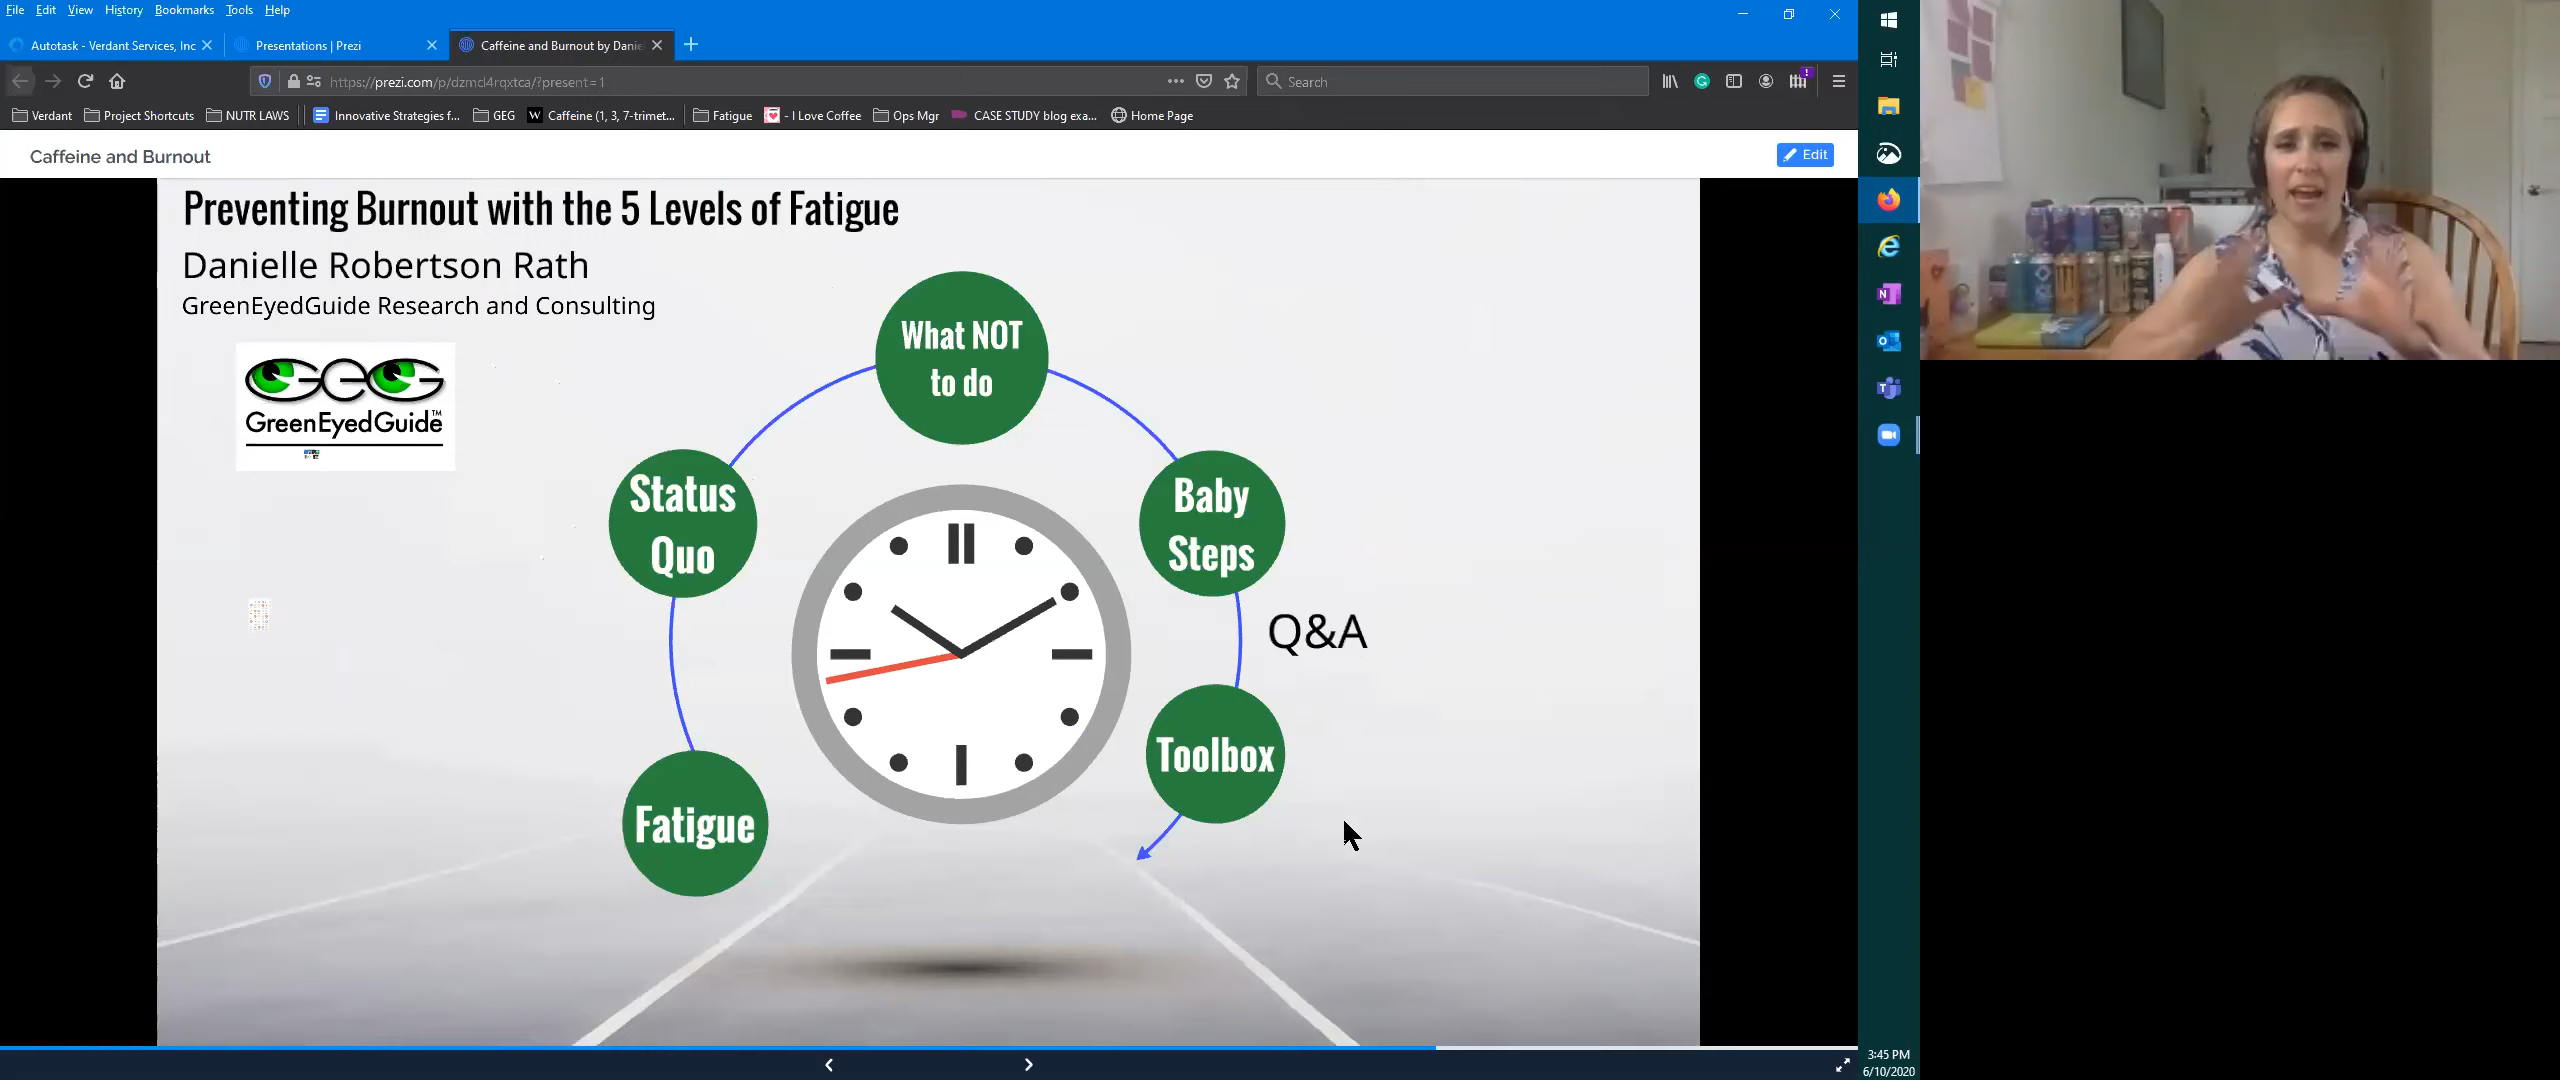 File Edit View History Bookmarks Tools Help
Autotask - Verdant Services, Inc
Presentations | Prezi
Caffeine and Burnout by Danie
https://prezi.com/p/dzmcl4rqxtca/?present=1
Search
Verdant
Project Shortcuts
NUTR LAWS
Innovative Strategies f...
GEG
W Caffeine (1, 3, 7-trimet...
Fatigue
- I Love Coffee
Ops Mgr
CASE STUDY blog exa...
Home Page
Caffeine and Burnout
Edit
Preventing Burnout with the 5 Levels of Fatigue
Danielle Robertson Rath
GreenEyedGuide Research and Consulting
GEG
GreenEyedGuide™
What NOT
to do
Status
Quo
Baby
Steps
Q&A
Toolbox
Fatigue
3:45 PM
6/10/2020